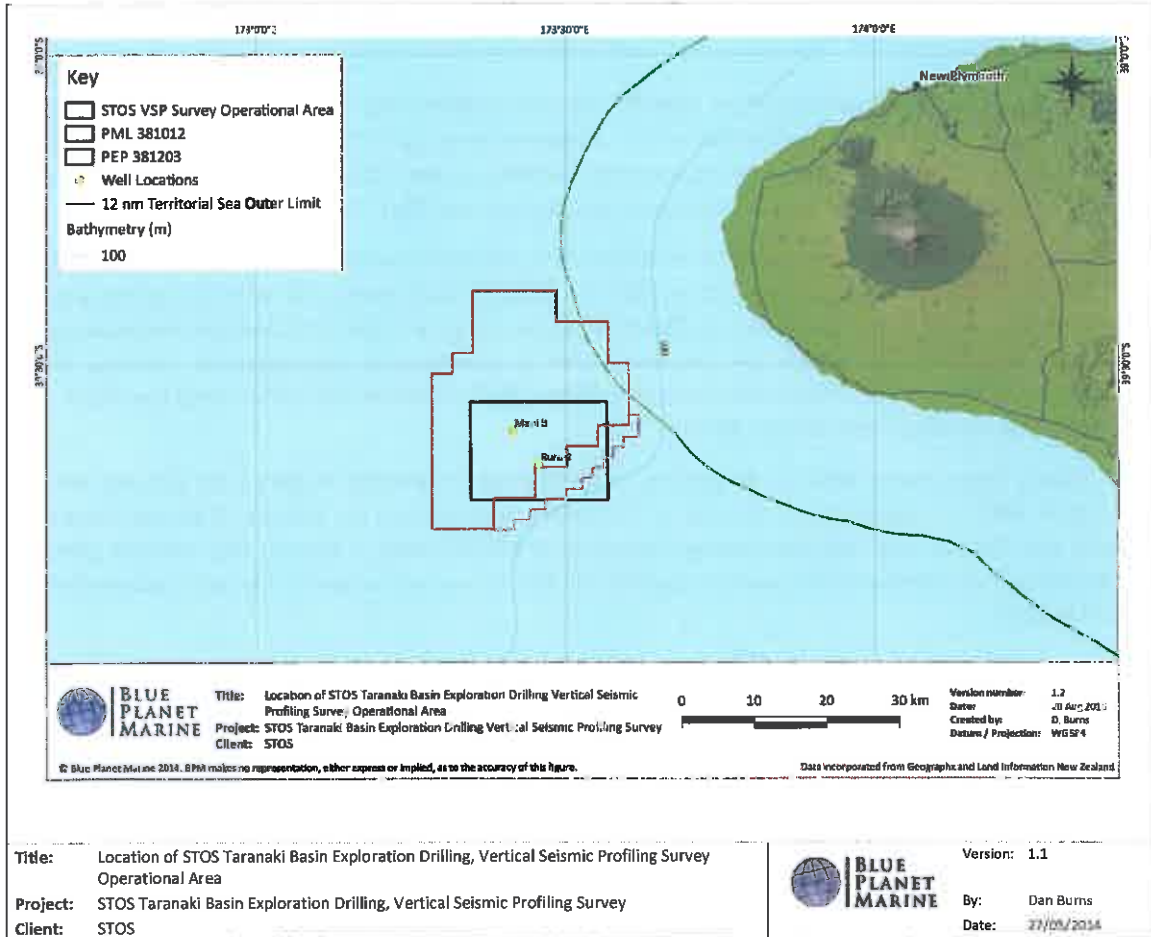 173°30'0"E
174°0'0"E
Key
STOS VSP Survey Operational Area
PML 381012
PEP 381203
Well Locations
12 nm Territorial Sea Outer Limit
Bathymetry (m)
100
New Plymouth
BLUE
PLANET
MARINE
Title: Location of STOS Taranaki Basin Exploration Drilling Vertical Seismic
Profiling Survey Operational Area
Project: STOS Taranaki Basin Exploration Drilling Vertical Seismic Profiling Survey
Client: STOS
0 10 20 30 km
Version number: 1.2
Date: Aug
Created by: D. Burns
Datum / Projection: WGS84
© Blue Planet Marine 2014. BPM makes no representation, either express or implied, as to the accuracy of this figure.
Data incorporated from Geographx and Land Information New Zealand
Title: Location of STOS Taranaki Basin Exploration Drilling, Vertical Seismic Profiling Survey
Operational Area
Project: STOS Taranaki Basin Exploration Drilling, Vertical Seismic Profiling Survey
Client: STOS
BLUE
PLANET
MARINE
Version: 1.1
By: Dan Burns
Date: 27/05/2014